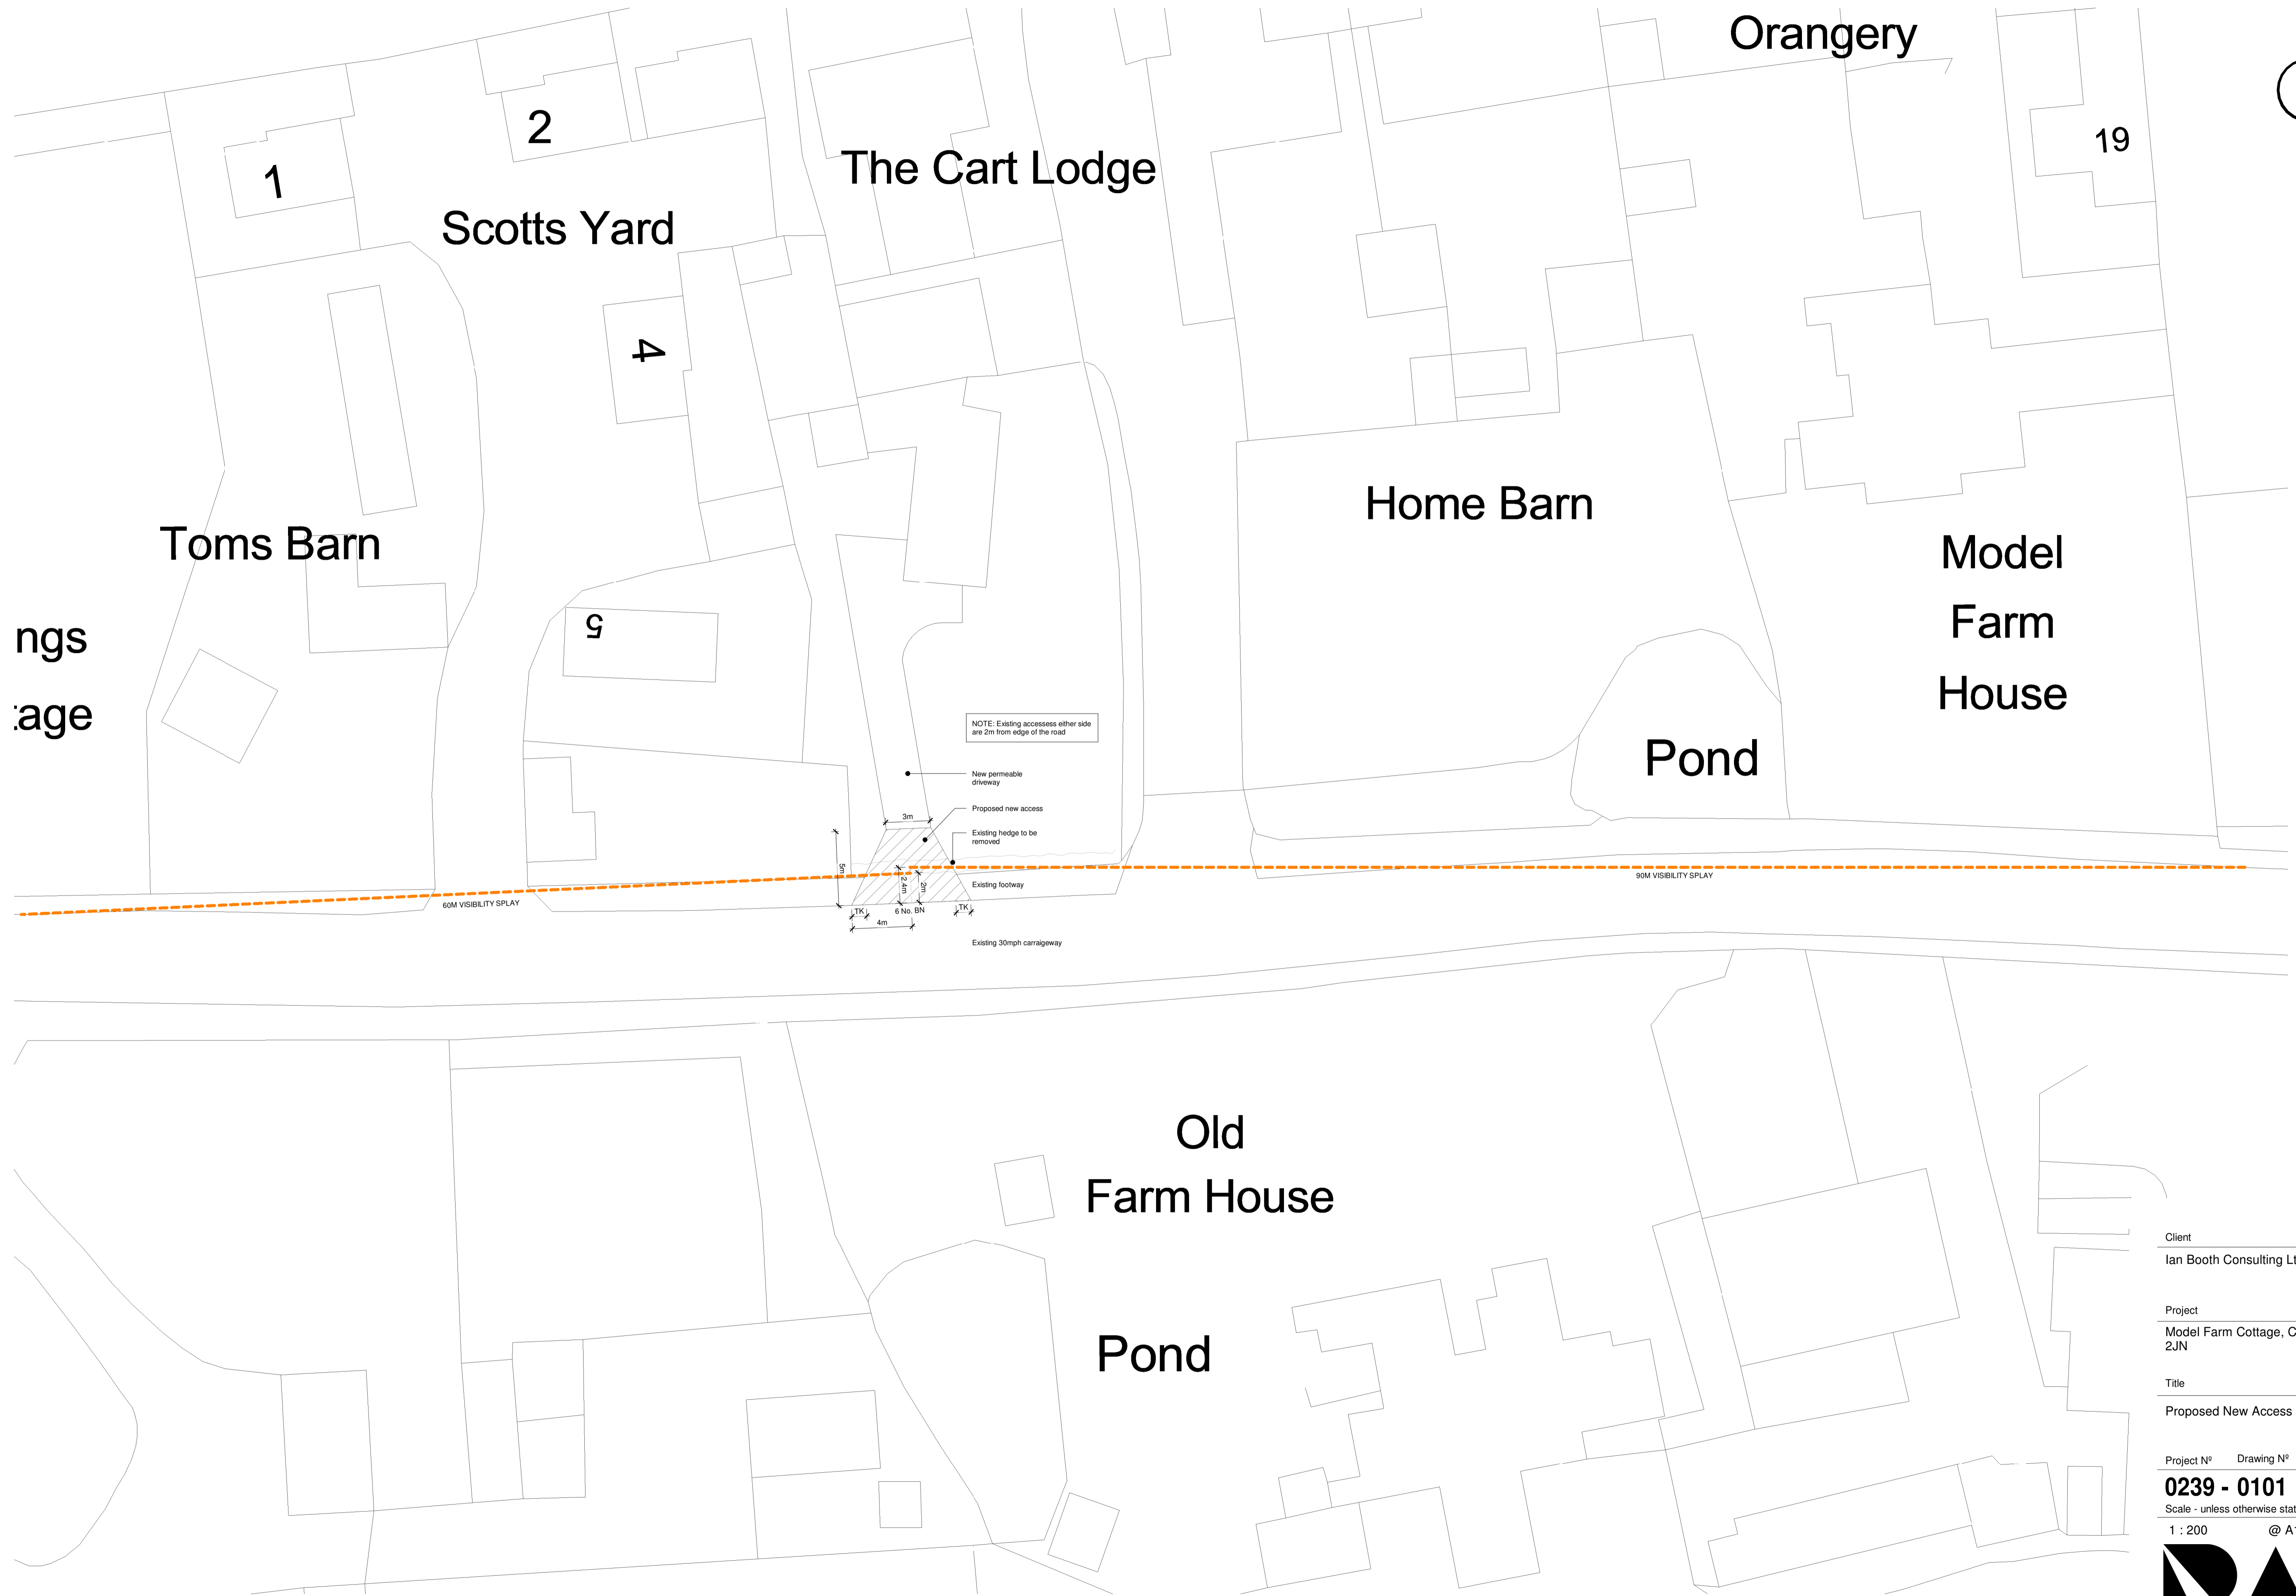 Orangery
19
2
1
The Cart Lodge
Scotts Yard
4
Home Barn
Toms Barn
Model
Farm
House
5
ngs
age
Pond
NOTE: Existing accessess either side
are 2m from edge of the road
New permeable
driveway
Proposed new access
3m
Existing hedge to be
removed
5m
2.4m
2m
Existing footway
60M VISIBILITY SPLAY
90M VISIBILITY SPLAY
TK
6 No. BN
TK
4m
Existing 30mph carraigeway
Old
Farm House
Pond
Client
Ian Booth Consulting Lt
Project
Model Farm Cottage, C
2JN
Title
Proposed New Access
Project Nº Drawing Nº
0239 - 0101
Scale - unless otherwise stat
1 : 200 @ A1